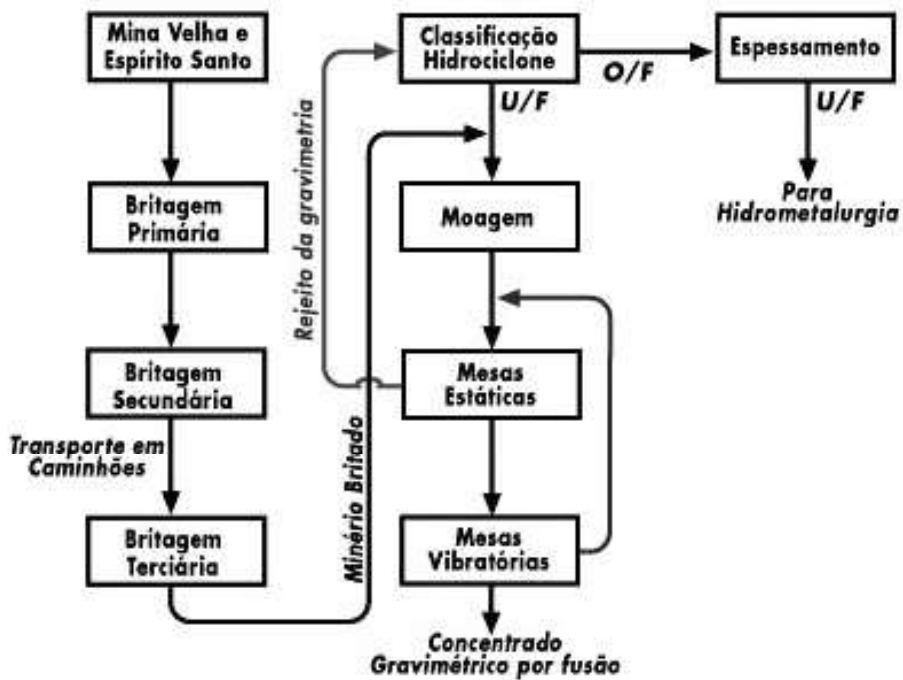 Mina Velha e
Espírito Santo
Britagem
Primária
Britagem
Secundária
Transporte em
Caminhões
Britagem
Terciária
Minério Britado
Rejeito da gravimetria
Classificação
Hidrociclone
O/F
U/F
Espessamento
U/F
Para
Hidrometalurgia
Moagem
Mesas
Estáticas
Mesas
Vibratórias
Concentrado
Gravimétrico por fusão